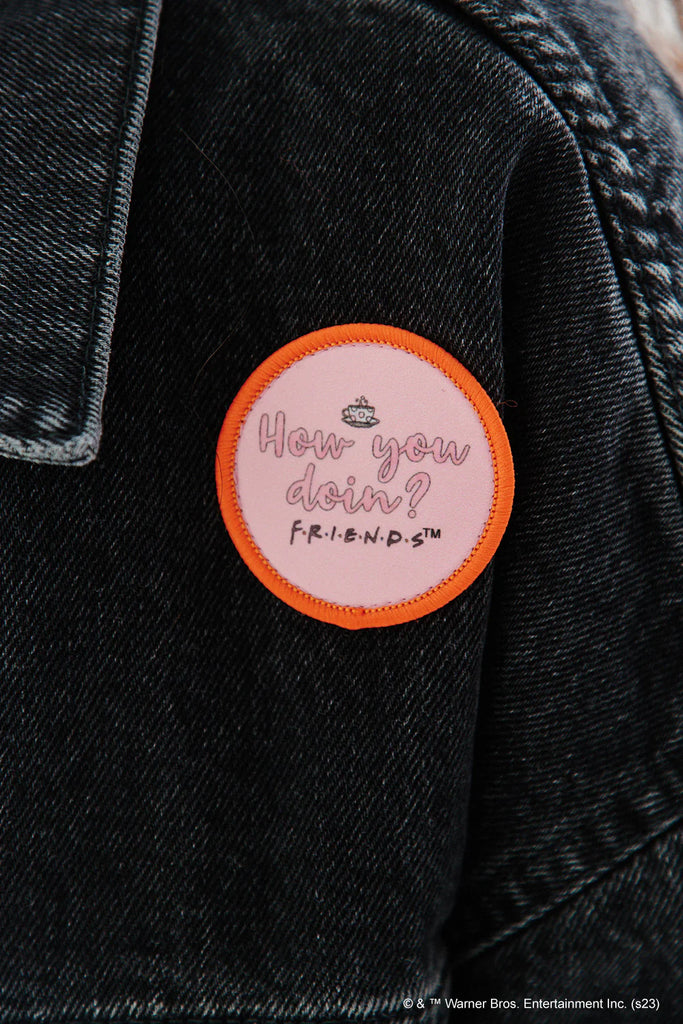 How you
doin?
F·R·I·E·N·D·S™
© & ™ Warner Bros. Entertainment Inc. (s23)